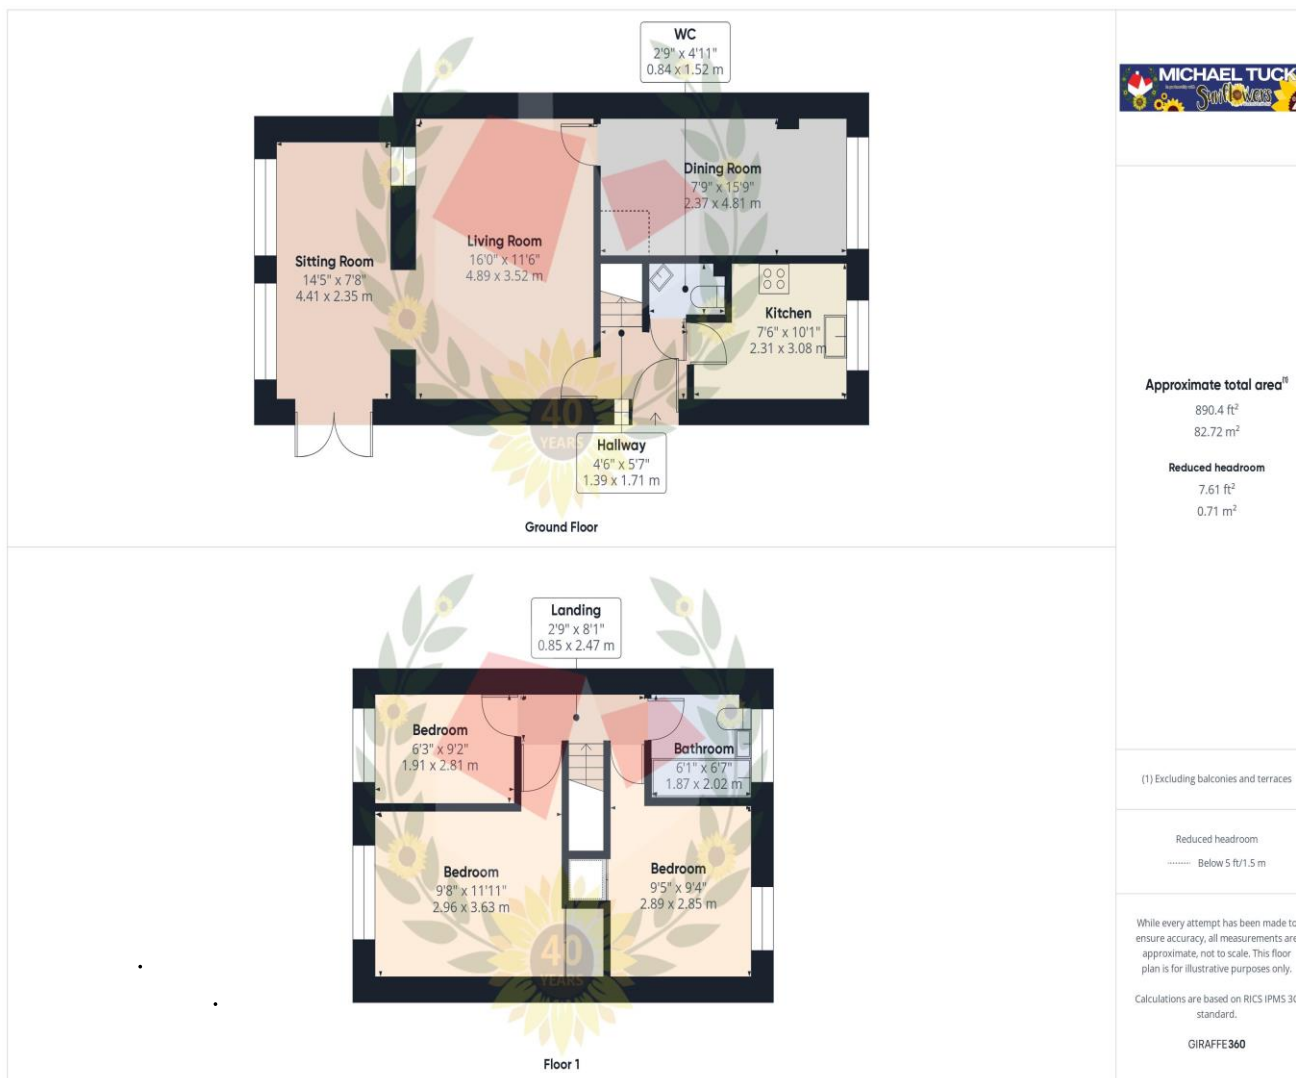 WC
2'9" x 4'11"
0.84 x 1.52 m
MICHAEL TUCK
Sunflowers
Dining Room
7'9" x 15'9"
2.37 x 4.81 m
Living Room
16'0" x 11'6"
4.89 x 3.52 m
Sitting Room
14'5" x 7'8"
4.41 x 2.35 m
Kitchen
7'6" x 10'1"
2.31 x 3.08 m
40
YEARS
Hallway
4'6" x 5'7"
1.39 x 1.71 m
Ground Floor
Approximate total area(1)
890.4 ft²
82.72 m²
Reduced headroom
7.61 ft²
0.71 m²
Landing
2'9" x 8'1"
0.85 x 2.47 m
Bedroom
6'3" x 9'2"
1.91 x 2.81 m
Bathroom
6'1" x 6'7"
1.87 x 2.02 m
Bedroom
9'8" x 11'11"
2.96 x 3.63 m
Bedroom
9'5" x 9'4"
2.89 x 2.85 m
40
YEARS
Floor 1
(1) Excluding balconies and terraces
Reduced headroom
Below 5 ft/1.5 m
While every attempt has been made to
ensure accuracy, all measurements are
approximate, not to scale. This floor
plan is for illustrative purposes only.
Calculations are based on RICS IPMS 3C
standard.
GIRAFFE360